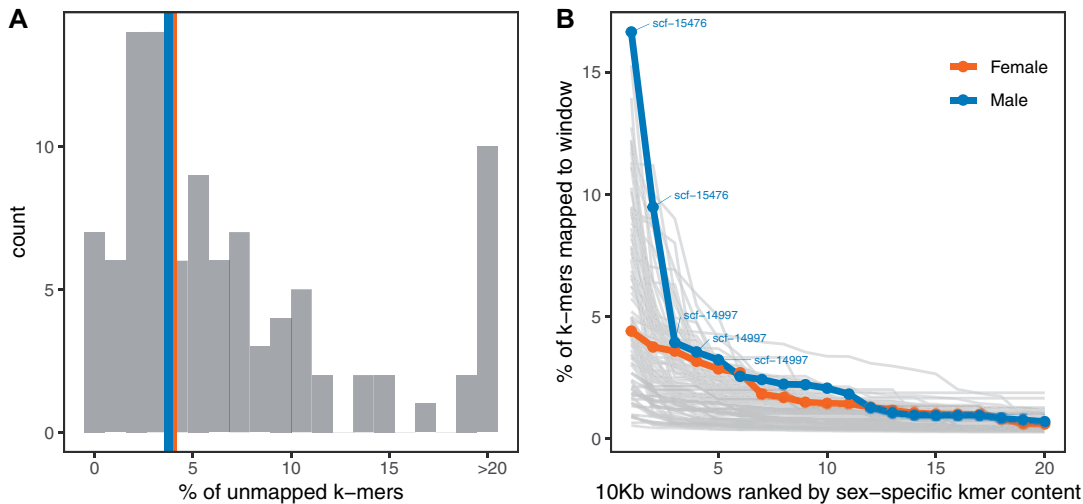 A
count
10
5
0
0
5
10
15
>20
% of unmapped k−mers
B
% of k−mers mapped to window
15
10
5
0
scf−15476
scf−15476
scf−14997
scf−14997
scf−14997
Female
Male
5
10
15
20
10Kb windows ranked by sex−specific kmer content